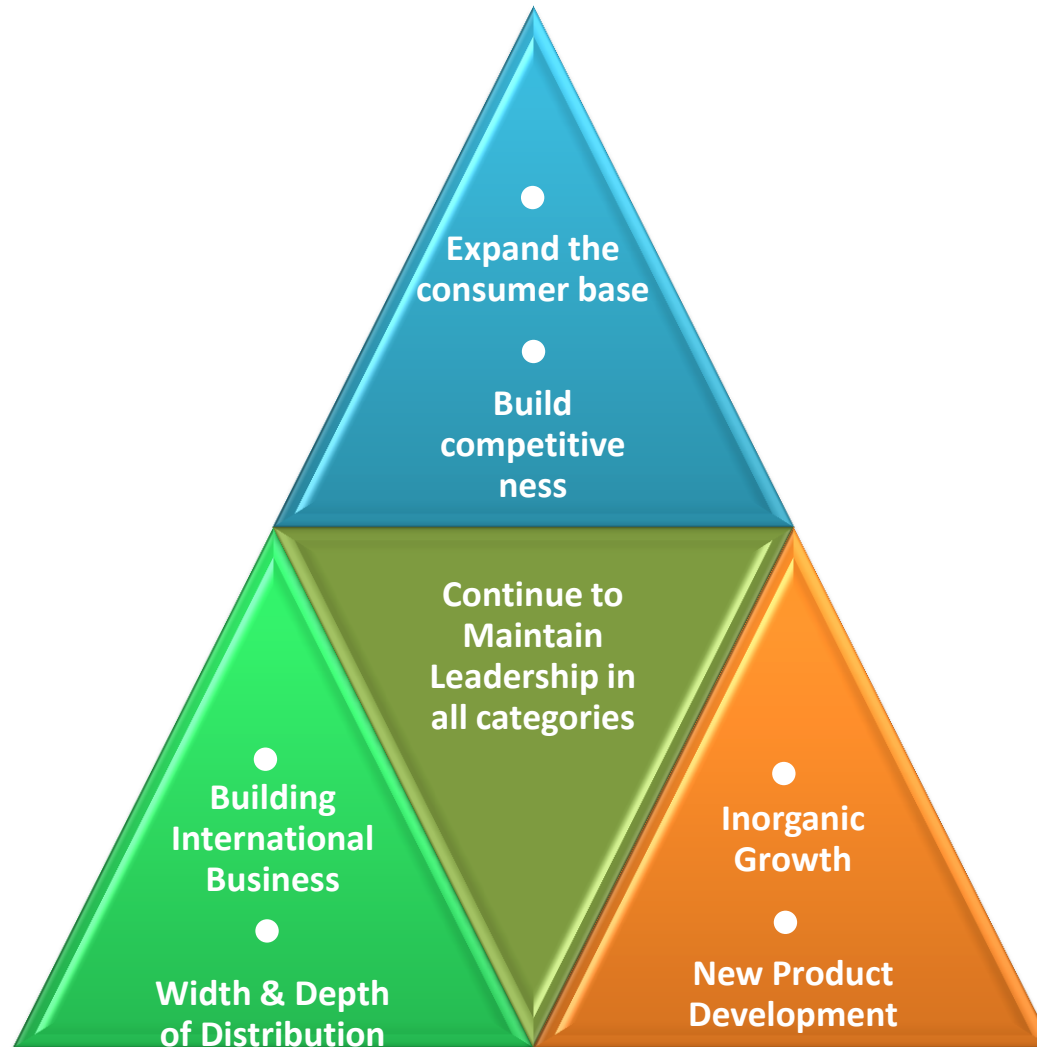 Expand the
consumer base
Build
competitive
ness
Continue to
Maintain
Leadership in
all categories
Building
International
Business
Width & Depth
of Distribution
Inorganic
Growth
New Product
Development